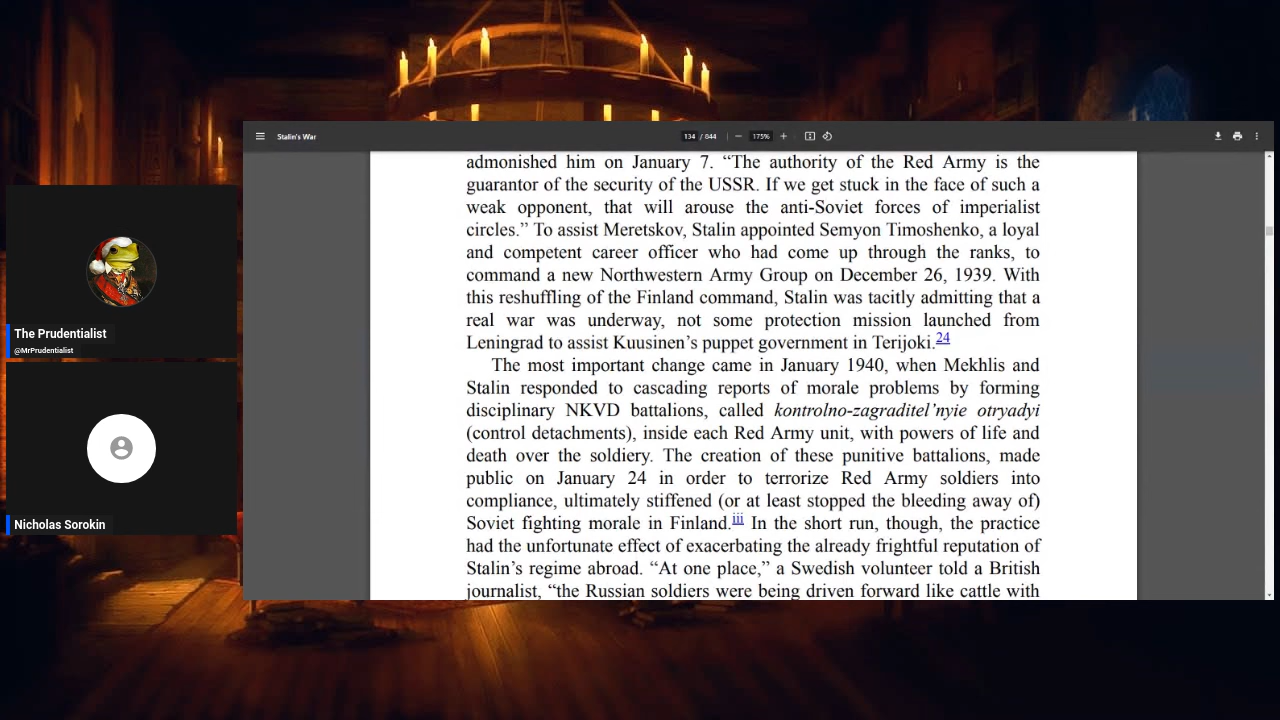 Stalin's War
134 / 844
175%
admonished him on January 7. “The authority of the Red Army is the
guarantor of the security of the USSR. If we get stuck in the face of such a
weak opponent, that will arouse the anti-Soviet forces of imperialist
circles.” To assist Meretskov, Stalin appointed Semyon Timoshenko, a loyal
and competent career officer who had come up through the ranks, to
command a new Northwestern Army Group on December 26, 1939. With
this reshuffling of the Finland command, Stalin was tacitly admitting that a
real war was underway, not some protection mission launched from
Leningrad to assist Kuusinen’s puppet government in Terijoki.24
The most important change came in January 1940, when Mekhlis and
Stalin responded to cascading reports of morale problems by forming
disciplinary NKVD battalions, called kontrolno-zagraditel’nyie otryadyi
(control detachments), inside each Red Army unit, with powers of life and
death over the soldiery. The creation of these punitive battalions, made
public on January 24 in order to terrorize Red Army soldiers into
compliance, ultimately stiffened (or at least stopped the bleeding away of)
Soviet fighting morale in Finland.iii In the short run, though, the practice
had the unfortunate effect of exacerbating the already frightful reputation of
Stalin’s regime abroad. “At one place,” a Swedish volunteer told a British
journalist, “the Russian soldiers were being driven forward like cattle with
The Prudentialist
@MrPrudentialist
Nicholas Sorokin